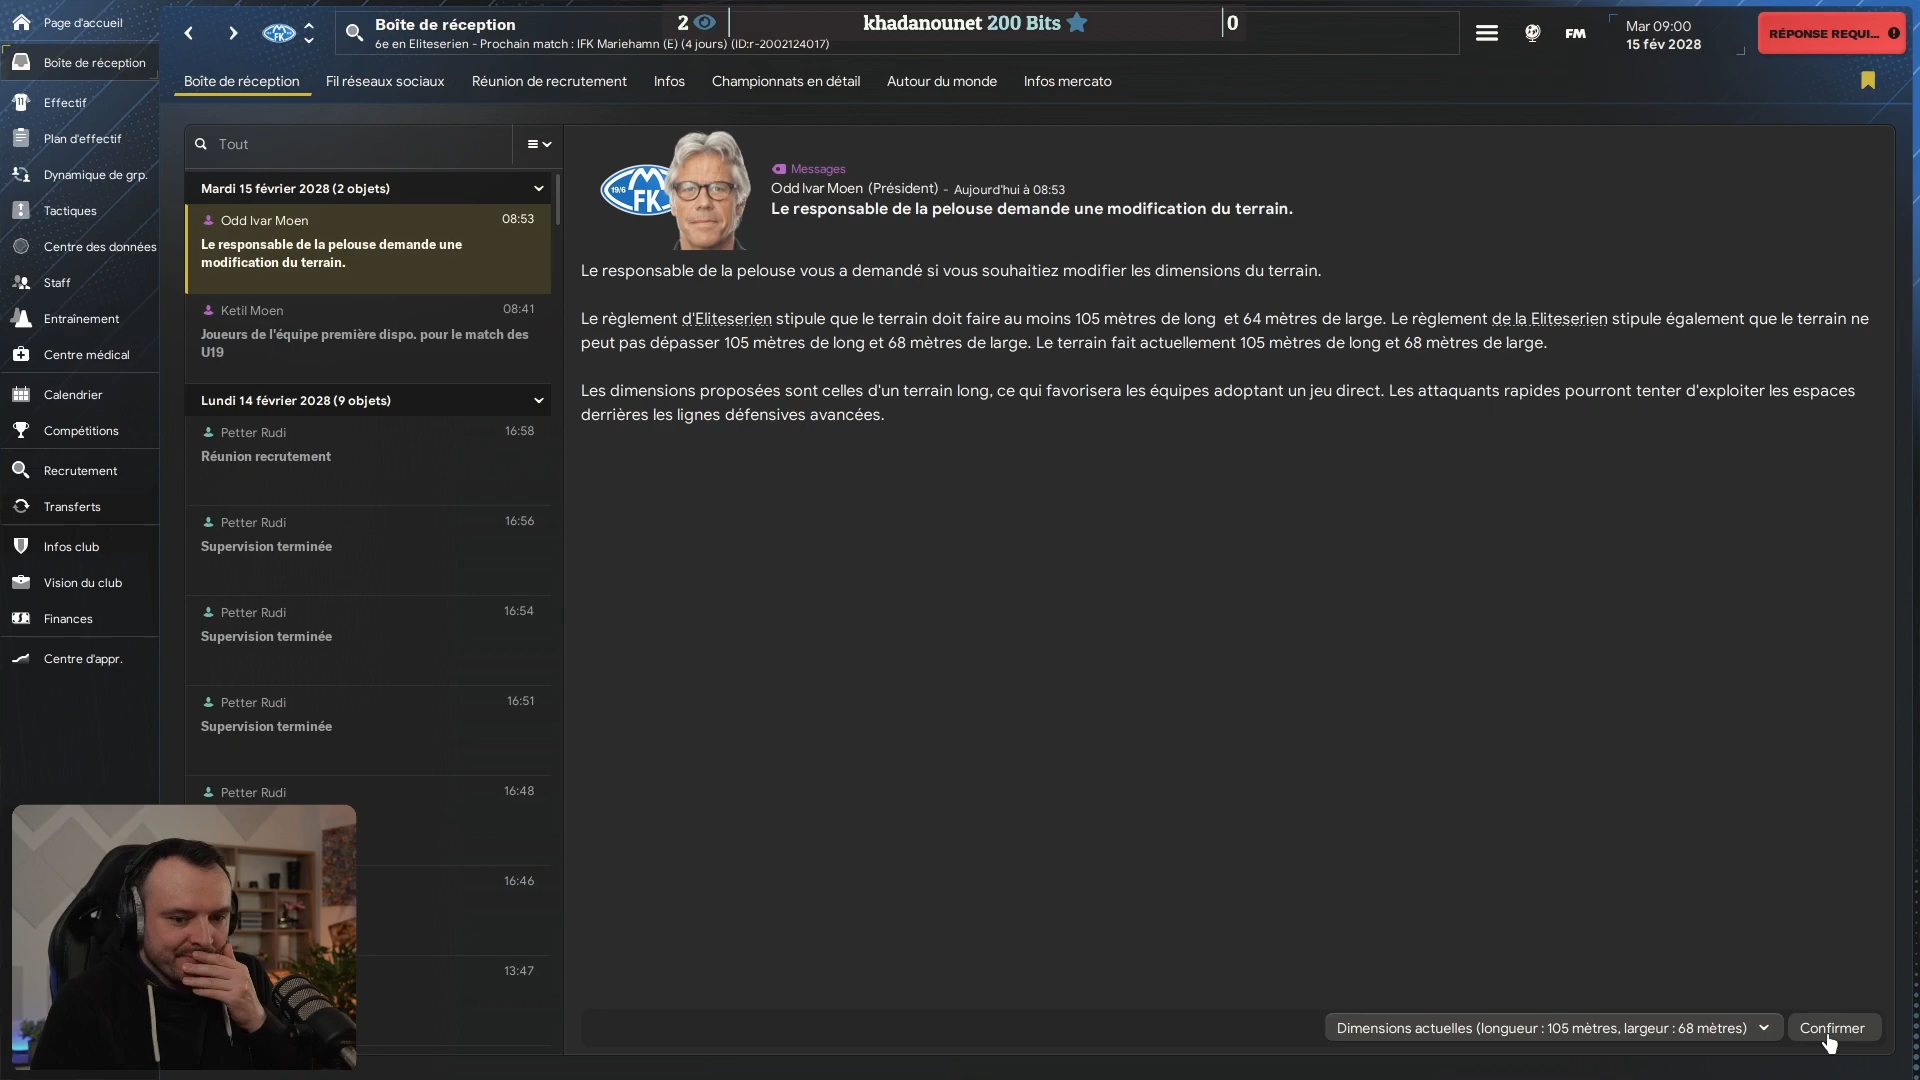 Page d'accueil
Boîte de réception
Effectif
Plan d'effectif
Dynamique de grp.
Tactiques
Centre des données
Staff
Entraînement
Centre médical
Calendrier
Compétitions
Recrutement
Transferts
Infos club
Vision du club
Finances
Centre d'appr.
Boîte de réception
6e en Eliteserien - Prochain match : IFK Mariehamn (E) (4 jours) (ID:r-2002124017)
2
khadanounet 200 Bits
0
FM
Mar 09:00
15 fév 2028
RÉPONSE REQUI...
Boîte de réception
Fil réseaux sociaux
Réunion de recrutement
Infos
Championnats en détail
Autour du monde
Infos mercato
Tout
Mardi 15 février 2028 (2 objets)
Odd Ivar Moen 08:53
Le responsable de la pelouse demande une
modification du terrain.
Ketil Moen 08:41
Joueurs de l'équipe première dispo. pour le match des
U19
Lundi 14 février 2028 (9 objets)
Petter Rudi 16:58
Réunion recrutement
Petter Rudi 16:56
Supervision terminée
Petter Rudi 16:54
Supervision terminée
Petter Rudi 16:51
Supervision terminée
Petter Rudi 16:48
16:46
13:47
Messages
Odd Ivar Moen (Président) - Aujourd'hui à 08:53
Le responsable de la pelouse demande une modification du terrain.
Le responsable de la pelouse vous a demandé si vous souhaitiez modifier les dimensions du terrain.
Le règlement d'Eliteserien stipule que le terrain doit faire au moins 105 mètres de long et 64 mètres de large. Le règlement de la Eliteserien stipule également que le terrain ne
peut pas dépasser 105 mètres de long et 68 mètres de large. Le terrain fait actuellement 105 mètres de long et 68 mètres de large.
Les dimensions proposées sont celles d'un terrain long, ce qui favorisera les équipes adoptant un jeu direct. Les attaquants rapides pourront tenter d'exploiter les espaces
derrières les lignes défensives avancées.
Dimensions actuelles (longueur : 105 mètres, largeur : 68 mètres)
Confirmer